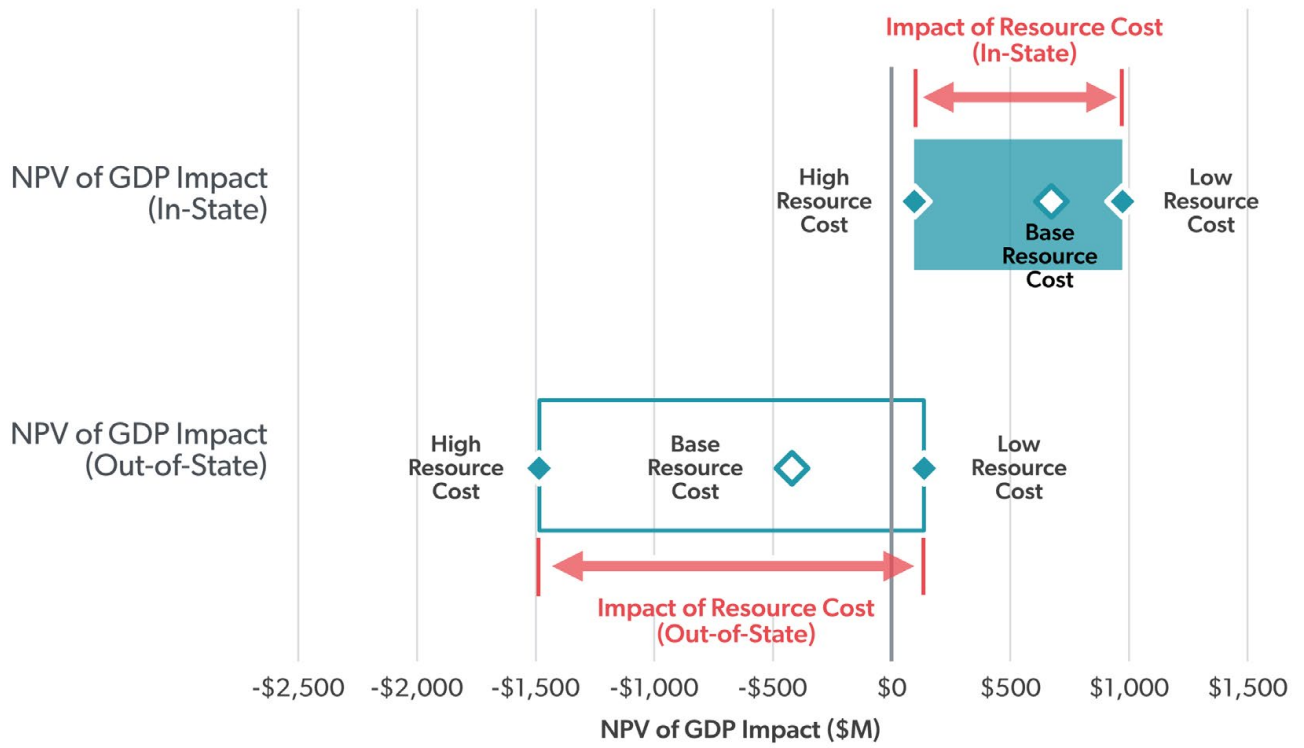 Impact of Resource Cost
(In-State)
NPV of GDP Impact
(In-State)
High
Resource
Cost
Base
Resource
Cost
Low
Resource
Cost
NPV of GDP Impact
(Out-of-State)
High
Resource
Cost
Base
Resource
Cost
Low
Resource
Cost
Impact of Resource Cost
(Out-of-State)
-$2,500 -$2,000 -$1,500 -$1,000 -$500 $0 $500 $1,000 $1,500
NPV of GDP Impact ($M)